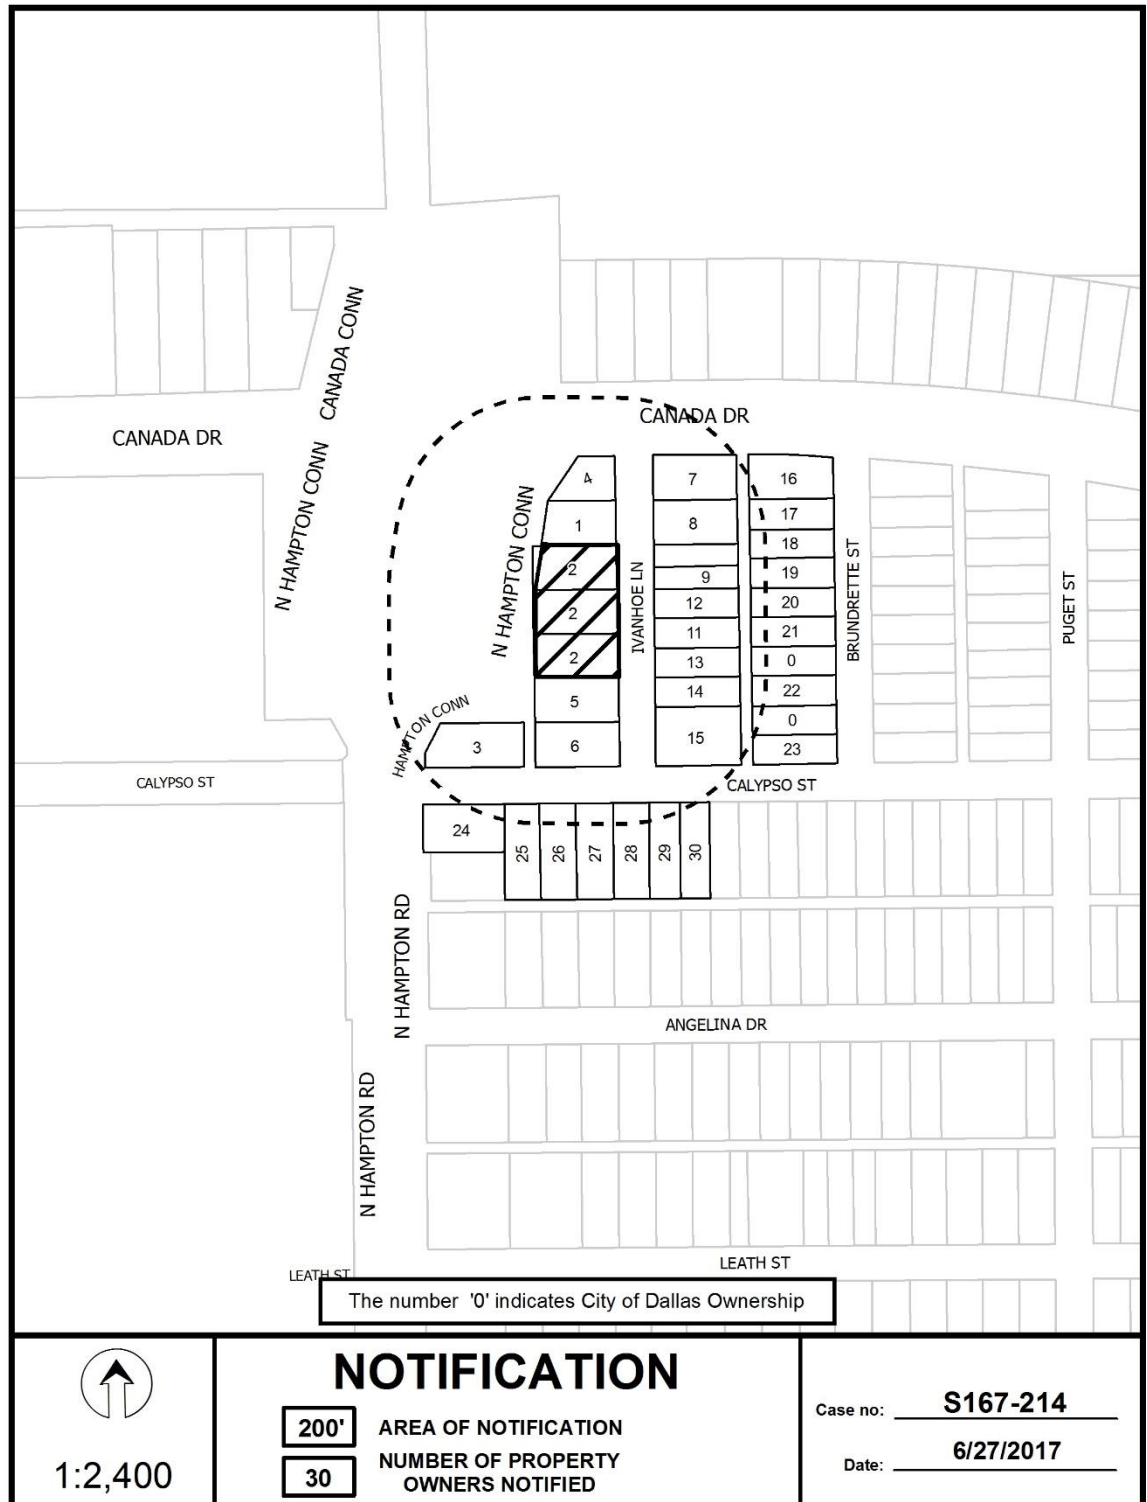 CANADA CONN
N HAMPTON CONN
CANADA DR
CANADA DR
N HAMPTON CONN
IVANHOE LN
BRUNDRETTE ST
PUGET ST
4
1
2
2
2
5
6
3
7
8
9
12
11
13
14
15
16
17
18
19
20
21
0
22
0
23
HAMPTON CONN
CALYPSO ST
CALYPSO ST
24
25
26
27
28
29
30
N HAMPTON RD
ANGELINA DR
N HAMPTON RD
LEATH ST
LEATH ST
The number '0' indicates City of Dallas Ownership
1:2,400
NOTIFICATION
200' AREA OF NOTIFICATION
30 NUMBER OF PROPERTY
OWNERS NOTIFIED
Case no: S167-214
Date: 6/27/2017